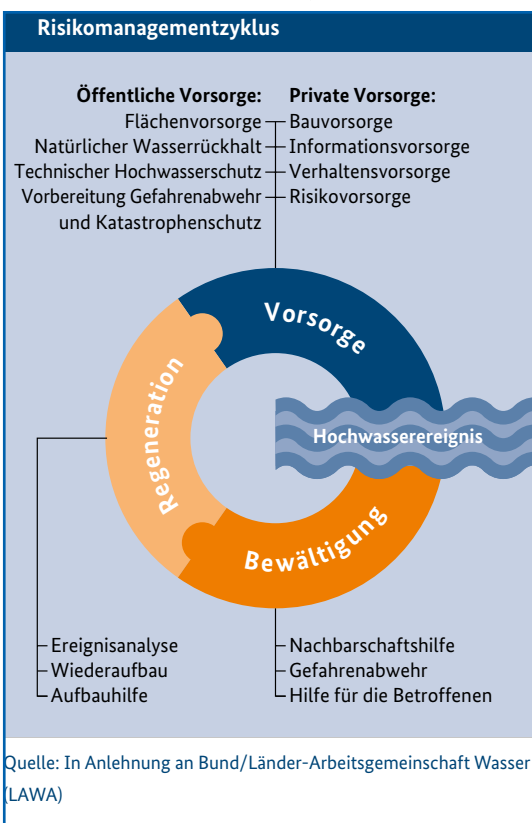 Risikomanagementzyklus
Öffentliche Vorsorge:
Flächenvorsorge
Natürlicher Wasserrückhalt
Technischer Hochwasserschutz
Vorbereitung Gefahrenabwehr
und Katastrophenschutz
Private Vorsorge:
Bauvorsorge
Informationsvorsorge
Verhaltensvorsorge
Risikovorsorge
Vorsorge
Hochwasserereignis
Regeneration
Bewältigung
Ereignisanalyse
Wiederaufbau
Aufbauhilfe
Nachbarschaftshilfe
Gefahrenabwehr
Hilfe für die Betroffenen
Quelle: In Anlehnung an Bund/Länder-Arbeitsgemeinschaft Wasser
(LAWA)